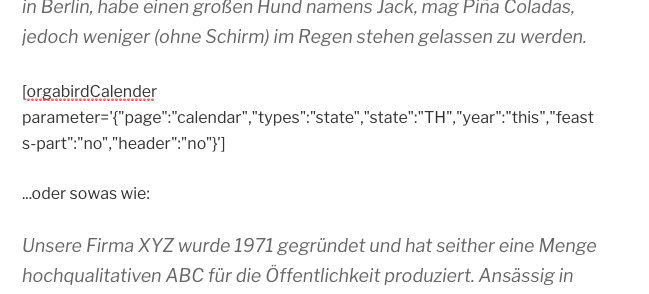 in Berlin, habe einen großen Hund namens Jack, mag Piña Coladas,
jedoch weniger (ohne Schirm) im Regen stehen gelassen zu werden.
[orgabirdCalender
parameter='{"page":"calendar","types":"state","state":"TH","year":"this","feast
s-part":"no","header":"no"}']
...oder sowas wie:
Unsere Firma XYZ wurde 1971 gegründet und hat seither eine Menge
hochqualitativen ABC für die Öffentlichkeit produziert. Ansässig in